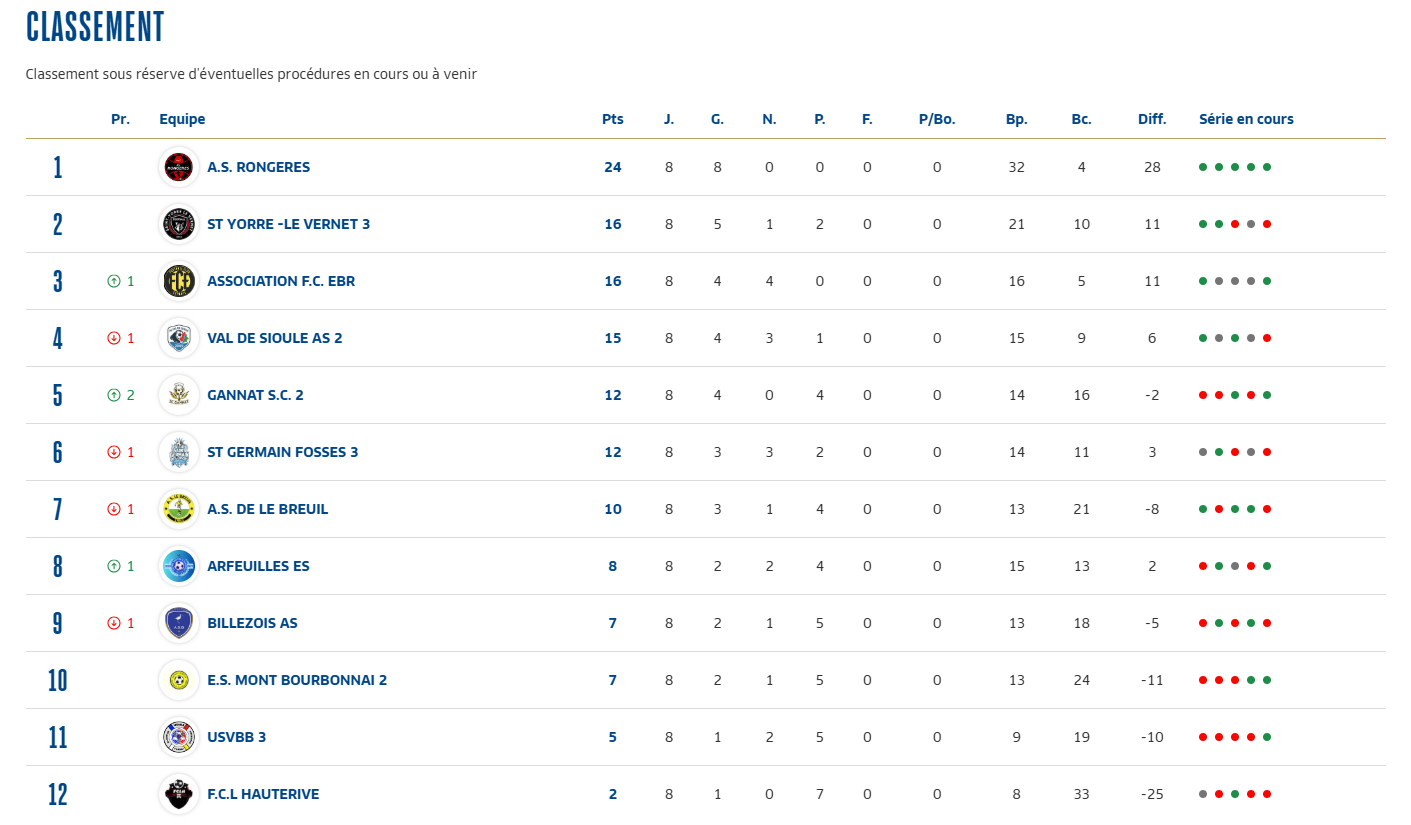 CLASSEMENT
Classement sous réserve d'éventuelles procédures en cours ou à venir
Pr. Equipe Pts J. G. N. P. F. P/Bo. Bp. Bc. Diff. Série en cours
1 A.S. RONGERES 24 8 8 0 0 0 0 32 4 28
2 ST YORRE -LE VERNET 3 16 8 5 1 2 0 0 21 10 11
3 1 ASSOCIATION F.C. EBR 16 8 4 4 0 0 0 16 5 11
4 1 VAL DE SIOULE AS 2 15 8 4 3 1 0 0 15 9 6
5 2 GANNAT S.C. 2 12 8 4 0 4 0 0 14 16 -2
6 1 ST GERMAIN FOSSES 3 12 8 3 3 2 0 0 14 11 3
7 1 A.S. DE LE BREUIL 10 8 3 1 4 0 0 13 21 -8
8 1 ARFEUILLES ES 8 8 2 2 4 0 0 15 13 2
9 1 BILLEZOIS AS 7 8 2 1 5 0 0 13 18 -5
10 E.S. MONT BOURBONNAI 2 7 8 2 1 5 0 0 13 24 -11
11 USVBB 3 5 8 1 2 5 0 0 9 19 -10
12 F.C.L HAUTERIVE 2 8 1 0 7 0 0 8 33 -25